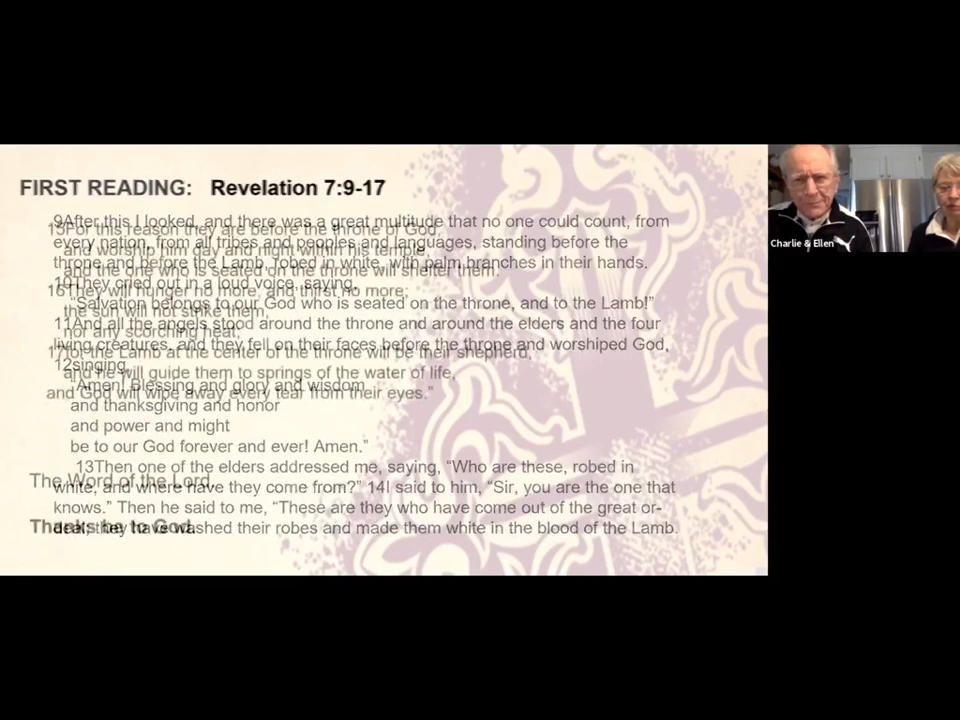 FIRST READING: Revelation 7:9-17
9After this I looked, and there was a great multitude that no one could count, from
every nation, from all tribes and peoples and languages, standing before the
throne and before the Lamb, robed in white, with palm branches in their hands.
10They cried out in a loud voice, saying,
“Salvation belongs to our God who is seated on the throne, and to the Lamb!”
11And all the angels stood around the throne and around the elders and the four
living creatures, and they fell on their faces before the throne and worshiped God,
12singing,
“Amen! Blessing and glory and wisdom
and thanksgiving and honor
and power and might
be to our God forever and ever! Amen.”
13Then one of the elders addressed me, saying, “Who are these, robed in
white, and where have they come from?” 14I said to him, “Sir, you are the one that
knows.” Then he said to me, “These are they who have come out of the great or-
deal; they have washed their robes and made them white in the blood of the Lamb.
15For this reason they are before the throne of God,
and worship him day and night within his temple,
and the one who is seated on the throne will shelter them.
16They will hunger no more, and thirst no more;
the sun will not strike them,
nor any scorching heat;
17for the Lamb at the center of the throne will be their shepherd,
and he will guide them to springs of the water of life,
and God will wipe away every tear from their eyes.”
The Word of the Lord.
Thanks be to God.
Charlie & Ellen